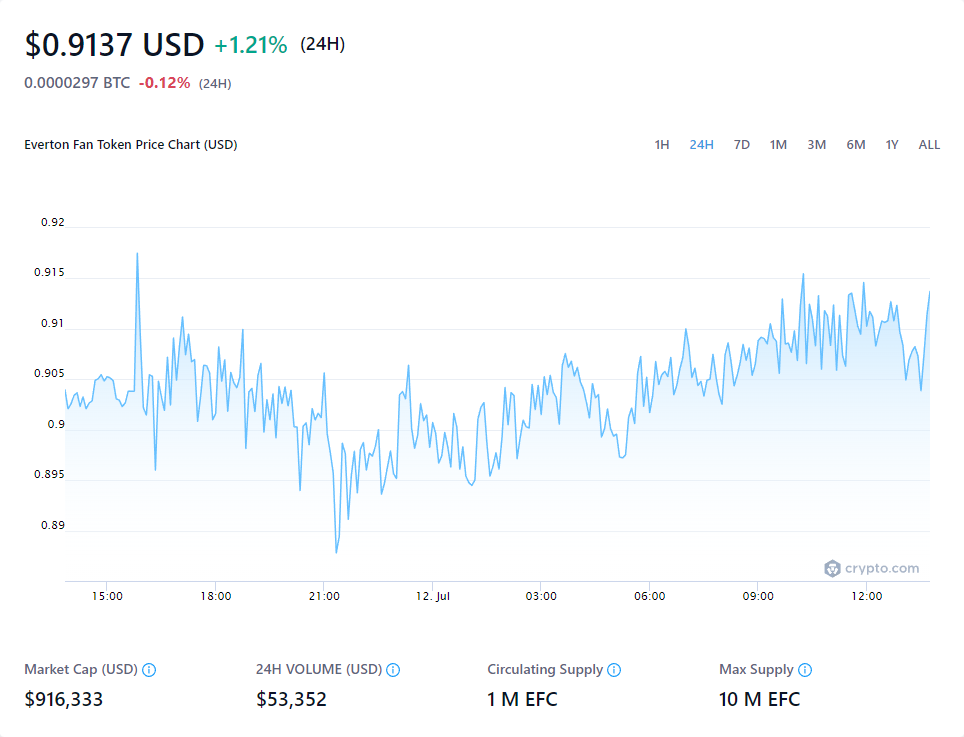 $0.9137 USD +1.21% (24H)
0.0000297 BTC -0.12% (24H)
Everton Fan Token Price Chart (USD)
1H 24H 7D 1M 3M 6M 1Y ALL
0.92
0.915
0.91
0.905
0.9
0.895
0.89
crypto.com
15:00 18:00 21:00 12. Jul 03:00 06:00 09:00 12:00
Market Cap (USD) 24H VOLUME (USD) Circulating Supply Max Supply
$916,333 $53,352 1 M EFC 10 M EFC